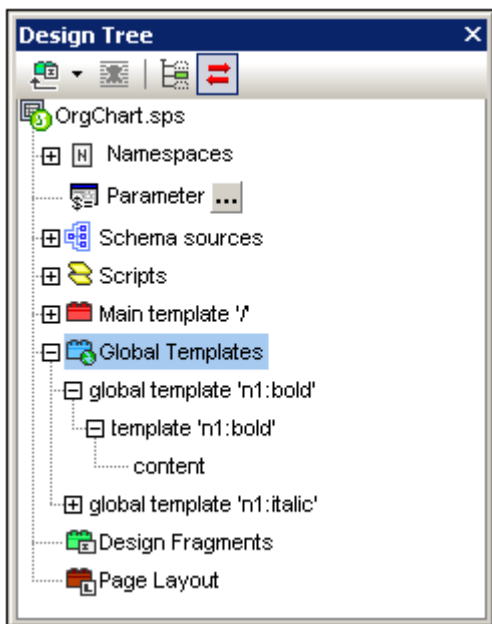 Design Tree
OrgChart.sps
Namespaces
Parameter ...
Schema sources
Scripts
Main template '/'
Global Templates
global template 'n1:bold'
template 'n1:bold'
content
global template 'n1:italic'
Design Fragments
Page Layout